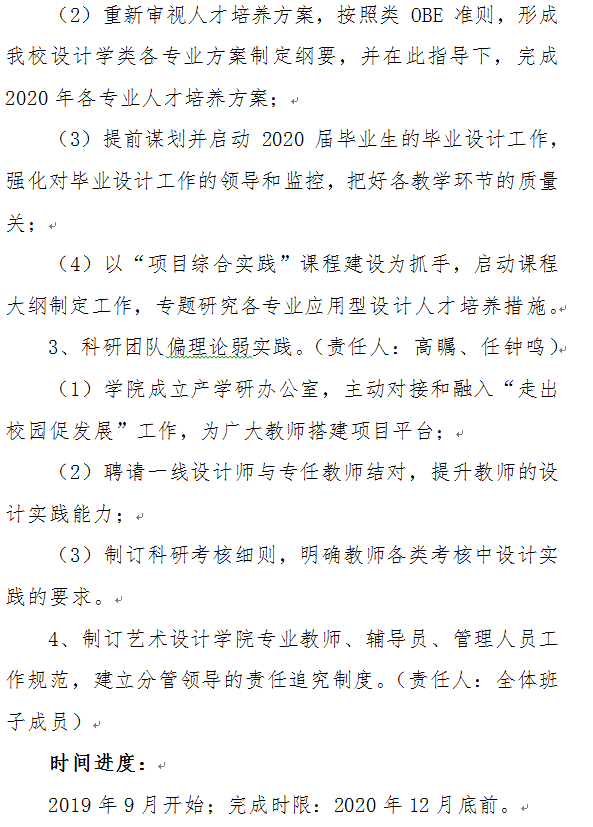 （2）重新审视人才培养方案，按照类 OBE 准则，形成
我校设计学类各专业方案制定纲要，并在此指导下，完成
2020 年各专业人才培养方案；
（3）提前谋划并启动 2020 届毕业生的毕业设计工作，
强化对毕业设计工作的领导和监控，把好各教学环节的质量
关；
（4）以“项目综合实践”课程建设为抓手，启动课程
大纲制定工作，专题研究各专业应用型设计人才培养措施。
3、科研团队偏理论弱实践。（责任人：高瞩、任钟鸣）
（1）学院成立产学研办公室，主动对接和融入“走出
校园促发展”工作，为广大教师搭建项目平台；
（2）聘请一线设计师与专任教师结对，提升教师的设
计实践能力；
（3）制订科研考核细则，明确教师各类考核中设计实
践的要求。
4、制订艺术设计学院专业教师、辅导员、管理人员工
作规范，建立分管领导的责任追究制度。（责任人：全体班
子成员）
时间进度：
2019 年 9 月开始；完成时限：2020 年 12 月底前。